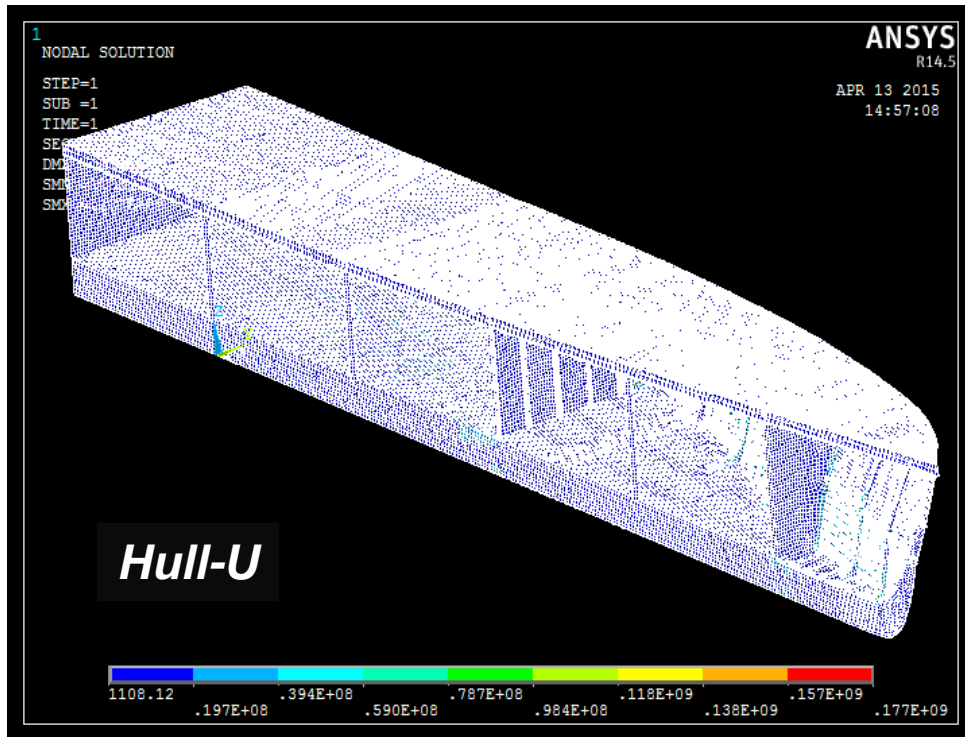 1
NODAL SOLUTION
STEP=1
SUB =1
TIME=1
ANSYS
R14.5
APR 13 2015
14:57:08
Z
Y
Hull-U
1108.12 .394E+08 .787E+08 .118E+09 .157E+09
.197E+08 .590E+08 .984E+08 .138E+09 .177E+09